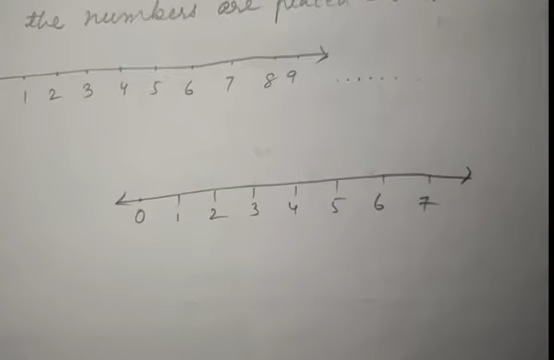 the numbers are placed
1 2 3 4 5 6 7 8 9 .......
0 1 2 3 4 5 6 7